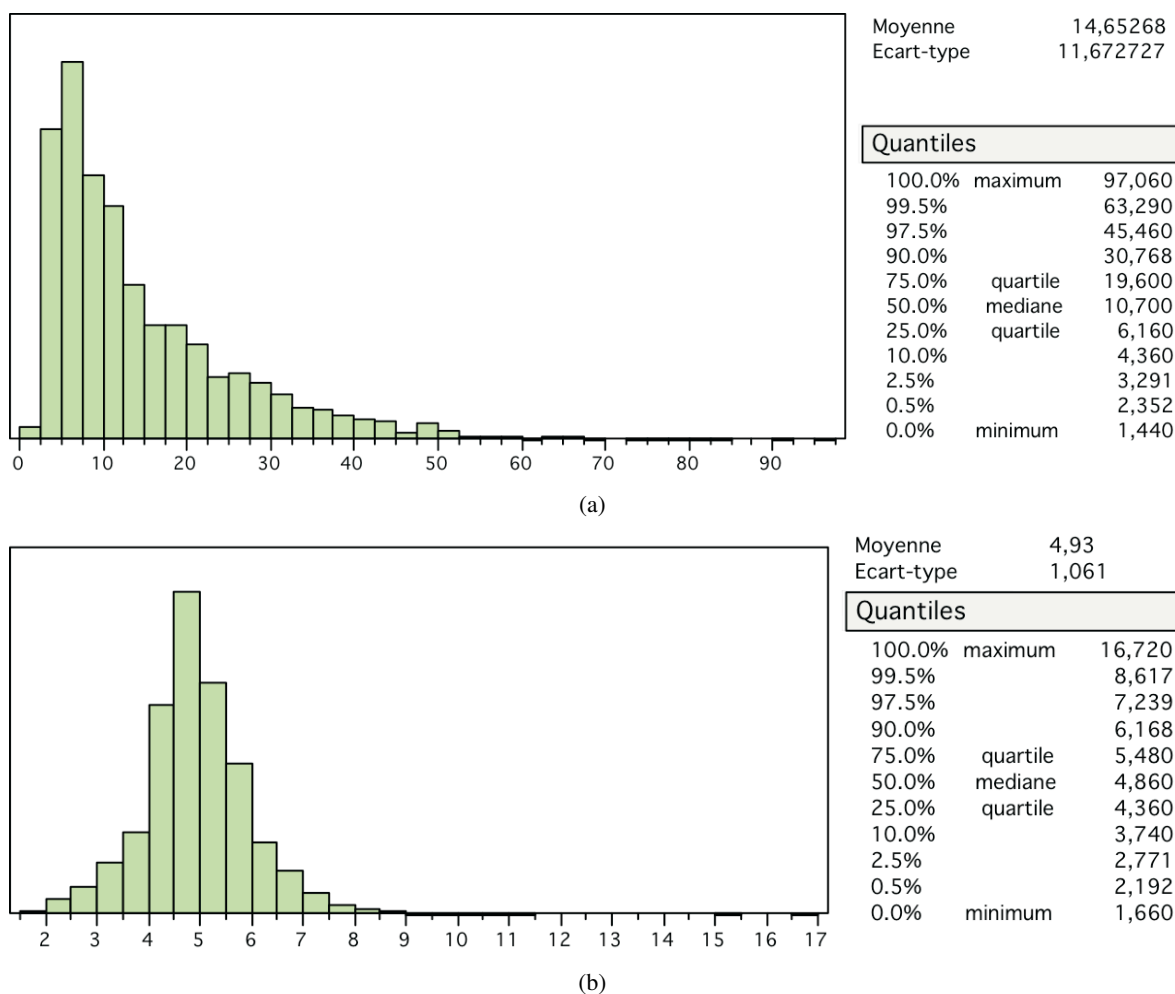 Moyenne 14,65268
Ecart-type 11,672727
Quantiles
100.0% maximum 97,060
99.5% 63,290
97.5% 45,460
90.0% 30,768
75.0% quartile 19,600
50.0% mediane 10,700
25.0% quartile 6,160
10.0% 4,360
2.5% 3,291
0.5% 2,352
0.0% minimum 1,440
0 10 20 30 40 50 60 70 80 90
(a)
Moyenne 4,93
Ecart-type 1,061
Quantiles
100.0% maximum 16,720
99.5% 8,617
97.5% 7,239
90.0% 6,168
75.0% quartile 5,480
50.0% mediane 4,860
25.0% quartile 4,360
10.0% 3,740
2.5% 2,771
0.5% 2,192
0.0% minimum 1,660
2 3 4 5 6 7 8 9 10 11 12 13 14 15 16 17
(b)